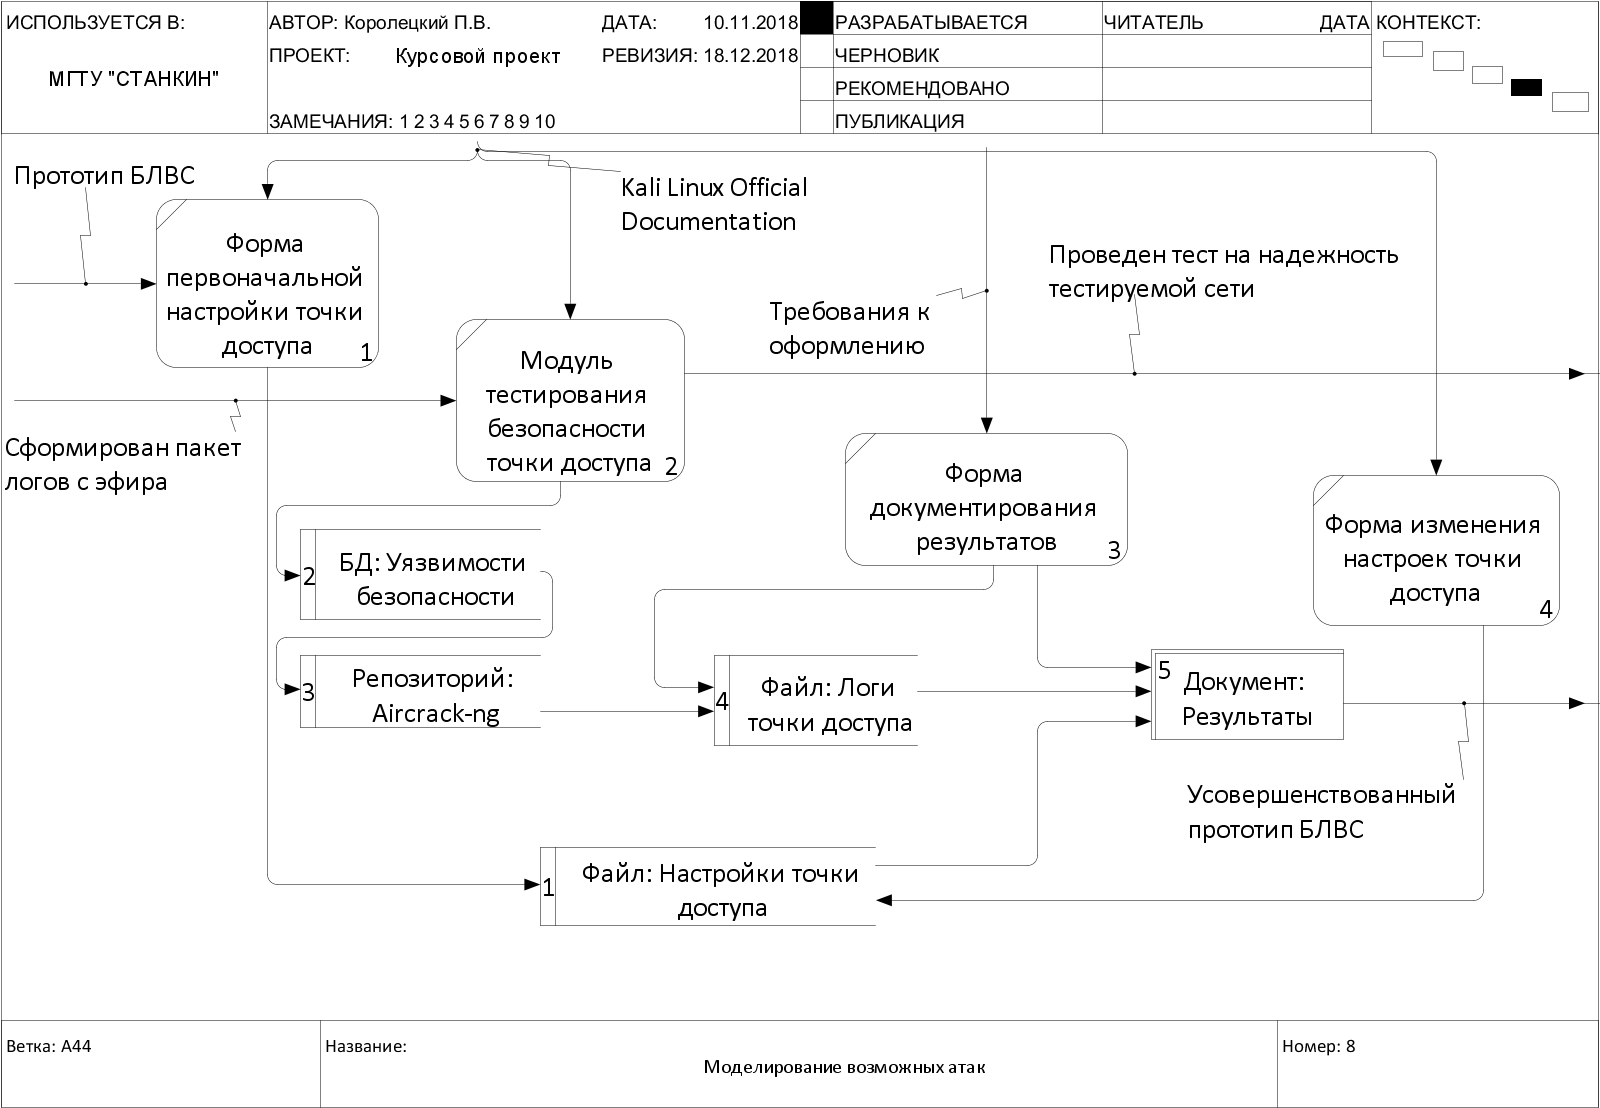 ИСПОЛЬЗУЕТСЯ В:
МГТУ "СТАНКИН"
АВТОР: Королецкий П.В.
ДАТА: 10.11.2018
ПРОЕКТ: Курсовой проект
РЕВИЗИЯ: 18.12.2018
ЗАМЕЧАНИЯ: 1 2 3 4 5 6 7 8 9 10
РАЗРАБАТЫВАЕТСЯ
ЧЕРНОВИК
РЕКОМЕНДОВАНО
ПУБЛИКАЦИЯ
ЧИТАТЕЛЬ
ДАТА
КОНТЕКСТ:
Прототип БЛВС
Kali Linux Official
Documentation
Форма
первоначальной
настройки точки
доступа
1
Проведен тест на надежность
тестируемой сети
Требования к
оформлению
Модуль
тестирования
безопасности
точки доступа
2
Сформирован пакет
логов с эфира
Форма
документирования
результатов
3
Форма изменения
настроек точки
доступа
4
2
БД: Уязвимости
безопасности
3
Репозиторий:
Aircrack-ng
4
Файл: Логи
точки доступа
5
Документ:
Результаты
Усовершенствованный
прототип БЛВС
1
Файл: Настройки точки
доступа
Ветка: A44
Название:
Моделирование возможных атак
Номер: 8